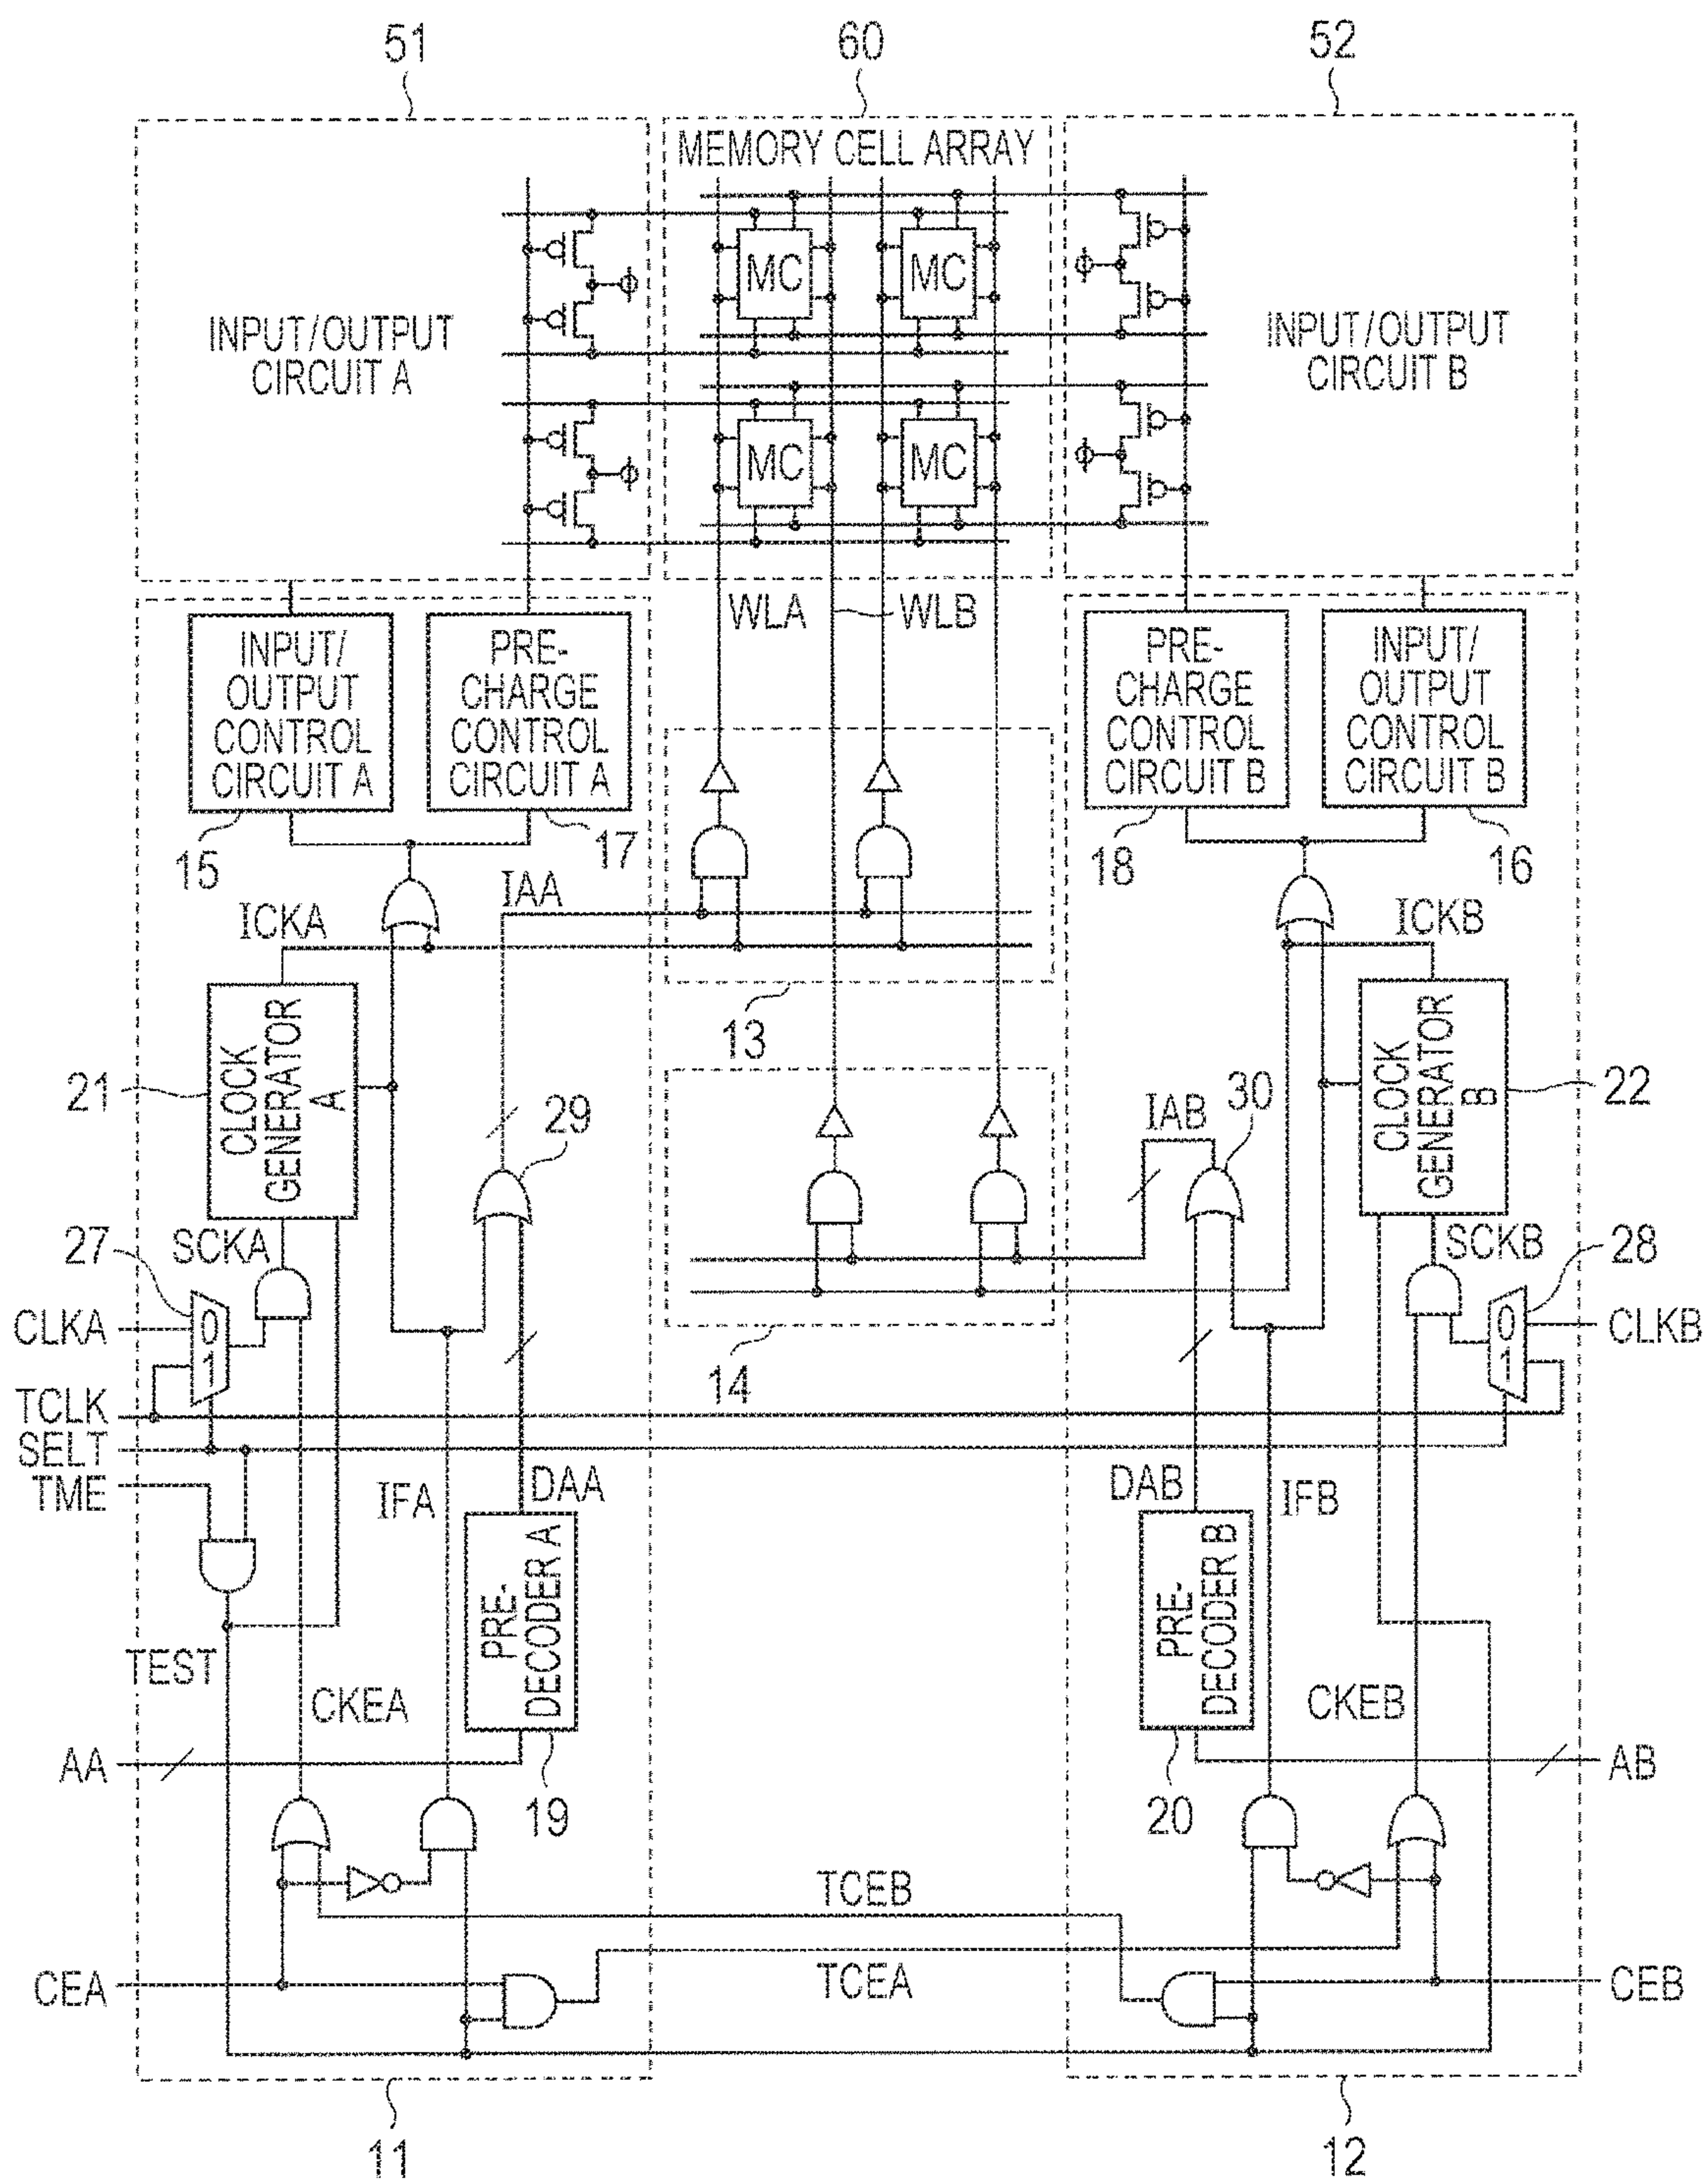 51
60
52
MEMORY CELL ARRAY
MC
MC
INPUT/OUTPUT
CIRCUIT A
INPUT/OUTPUT
CIRCUIT B
MC
MC
WLA
WLB
INPUT/
OUTPUT
CONTROL
CIRCUIT A
PRE-
CHARGE
CONTROL
CIRCUIT A
PRE-
CHARGE
CONTROL
CIRCUIT B
INPUT/
OUTPUT
CONTROL
CIRCUIT B
15
17
18
16
ICKA
IAA
ICKB
13
CLOCK
GENERATOR
A
21
29
IAB
30
CLOCK
GENERATOR
B
22
27
SCKA
SCKB
28
CLKA
0
1
0
1
CLKB
14
TCLK
SELT
TME
IFA
DAA
DAB
IFB
PRE-
DECODER A
PRE-
DECODER B
TEST
CKEA
CKEB
AA
19
20
AB
TCEB
CEA
TCEA
CEB
11
12